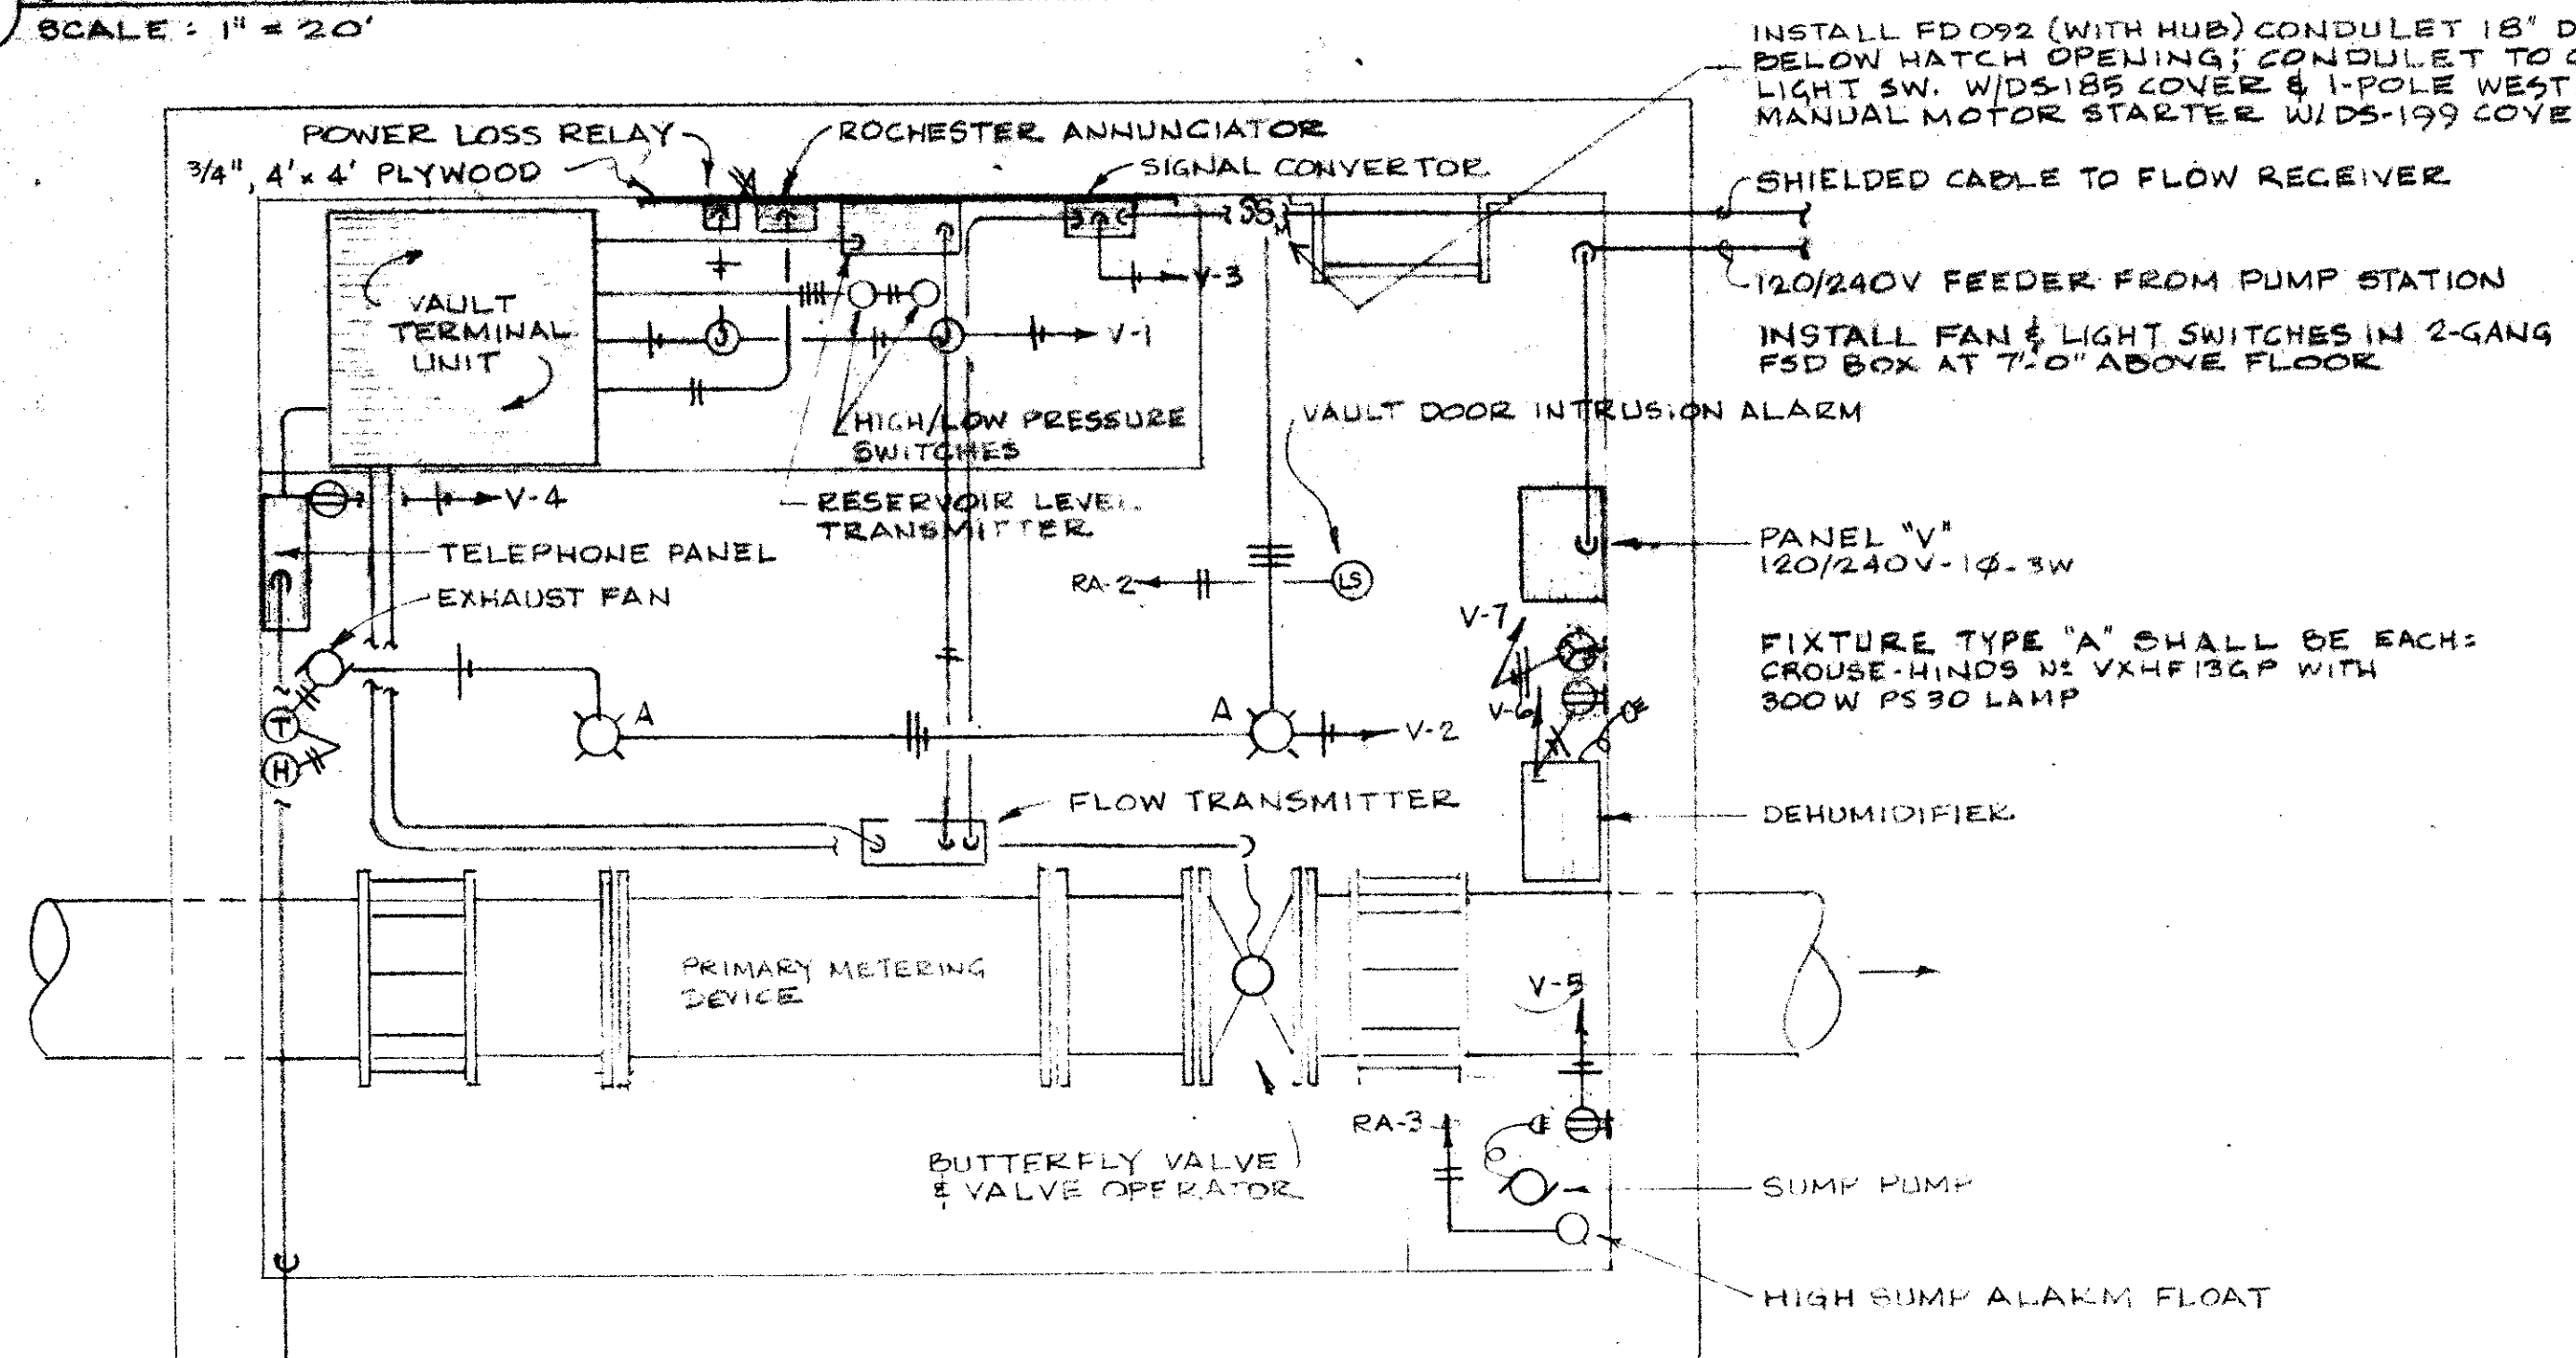 SCALE : 1" = 20'
INSTALL FD092 (WITH HUB) CONDULET 18" D
BELOW HATCH OPENING; CONDULET TO
LIGHT SW. W/DS-185 COVER & 1-POLE WEST
MANUAL MOTOR STARTER W/DS-199 COVE
POWER LOSS RELAY
ROCHESTER ANNUNCIATOR
3/4", 4'x 4' PLYWOOD
SIGNAL CONVERTOR
SHIELDED CABLE TO FLOW RECEIVER
SS
M
V-3
120/240V FEEDER FROM PUMP STATION
VAULT
TERMINAL
UNIT
V-1
INSTALL FAN & LIGHT SWITCHES IN 2-GANG
FSD BOX AT 7'-0" ABOVE FLOOR
HIGH/LOW PRESSURE
SWITCHES
VAULT DOOR INTRUSION ALARM
V-4
RESERVOIR LEVEL
TRANSMITTER
TELEPHONE PANEL
PANEL "V"
120/240V-1φ-3W
EXHAUST FAN
RA-2
LS
V-7
FIXTURE TYPE "A" SHALL BE EACH:
CROUSE-HINDS Nº VXHF13GP WITH
300W PS30 LAMP
T
A
A
V-6
V-2
H
FLOW TRANSMITTER
DEHUMIDIFIER
PRIMARY METERING
DEVICE
V-5
RA-3
BUTTERFLY VALVE
& VALVE OPERATOR
SUMP PUMP
HIGH SUMP ALARM FLOAT